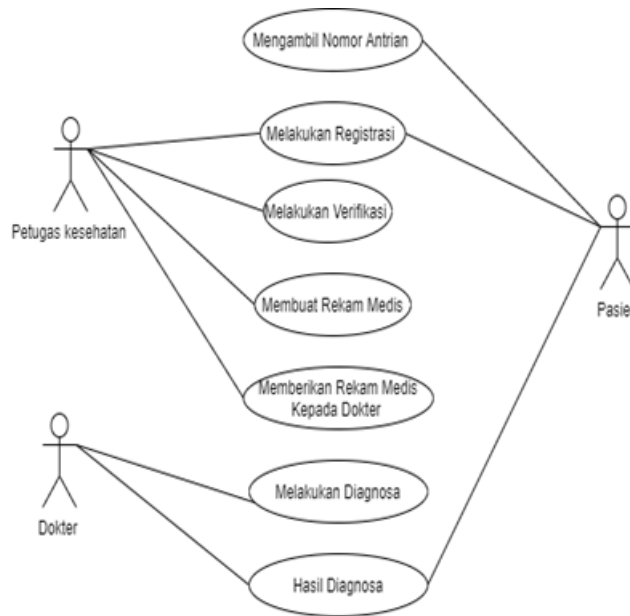 Mengambil Nomor Antrian
Melakukan Registrasi
Melakukan Verifikasi
Petugas kesehatan
Membuat Rekam Medis
Pasie
Memberikan Rekam Medis
Kepada Dokter
Melakukan Diagnosa
Dokter
Hasil Diagnosa